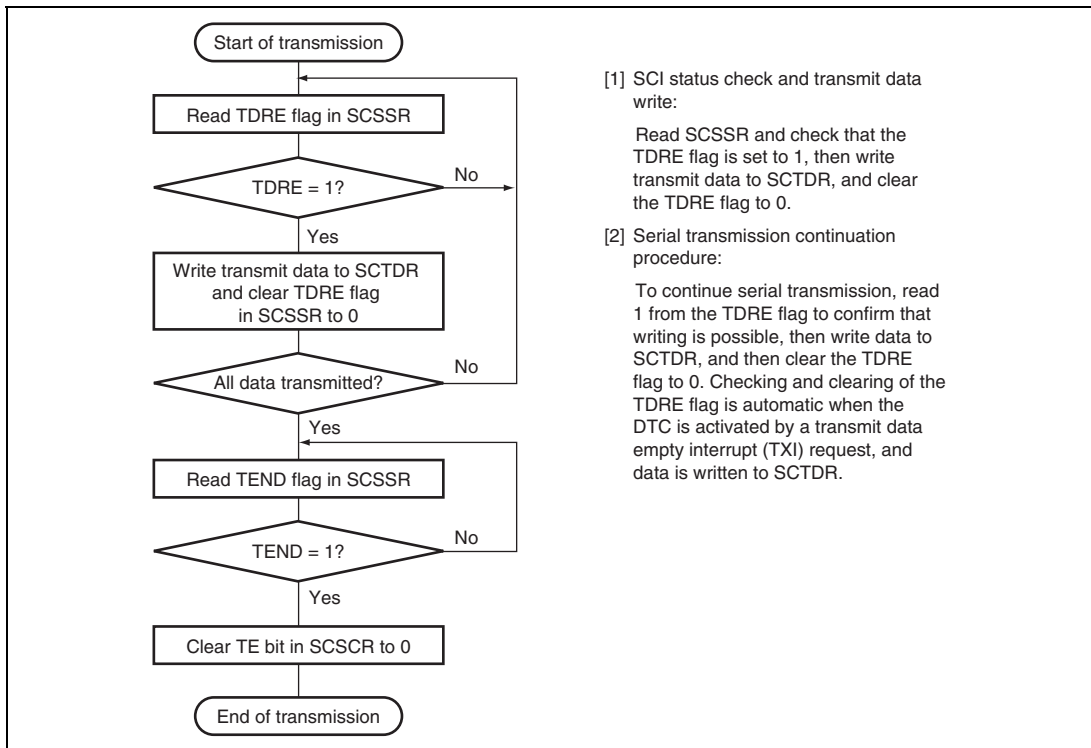 Start of transmission
Read TDRE flag in SCSSR
TDRE = 1?
No
Yes
Write transmit data to SCTDR
and clear TDRE flag
in SCSSR to 0
All data transmitted?
No
Yes
Read TEND flag in SCSSR
TEND = 1?
No
Yes
Clear TE bit in SCSCR to 0
End of transmission
[1] SCI status check and transmit data
write:
Read SCSSR and check that the
TDRE flag is set to 1, then write
transmit data to SCTDR, and clear
the TDRE flag to 0.
[2] Serial transmission continuation
procedure:
To continue serial transmission, read
1 from the TDRE flag to confirm that
writing is possible, then write data to
SCTDR, and then clear the TDRE
flag to 0. Checking and clearing of the
TDRE flag is automatic when the
DTC is activated by a transmit data
empty interrupt (TXI) request, and
data is written to SCTDR.